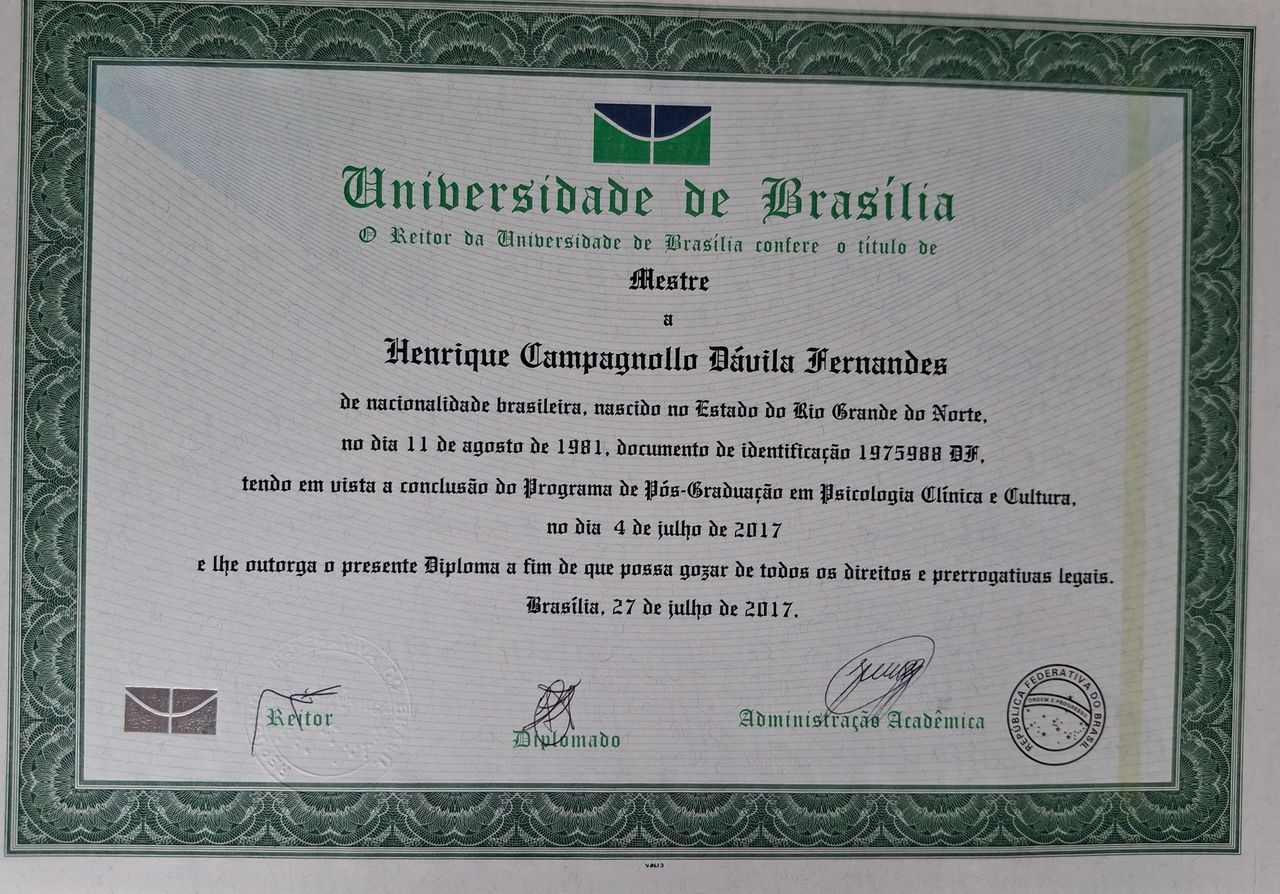 Universidade de Brasília
O Reitor da Universidade de Brasília confere o título de
Mestre
a
Henrique Campagnollo Dávila Fernandes
de nacionalidade brasileira, nascido no Estado do Rio Grande do Norte,
no dia 11 de agosto de 1981, documento de identificação 1975988 DF,
tendo em vista a conclusão do Programa de Pós-Graduação em Psicologia Clínica e Cultura,
no dia 4 de julho de 2017
e lhe outorga o presente Diploma a fim de que possa gozar de todos os direitos e prerrogativas legais.
Brasília, 27 de julho de 2017.
Reitor
Diplomado
Administração Acadêmica
REPÚBLICA FEDERATIVA DO BRASIL
ORDEM E PROGRESSO
VALID